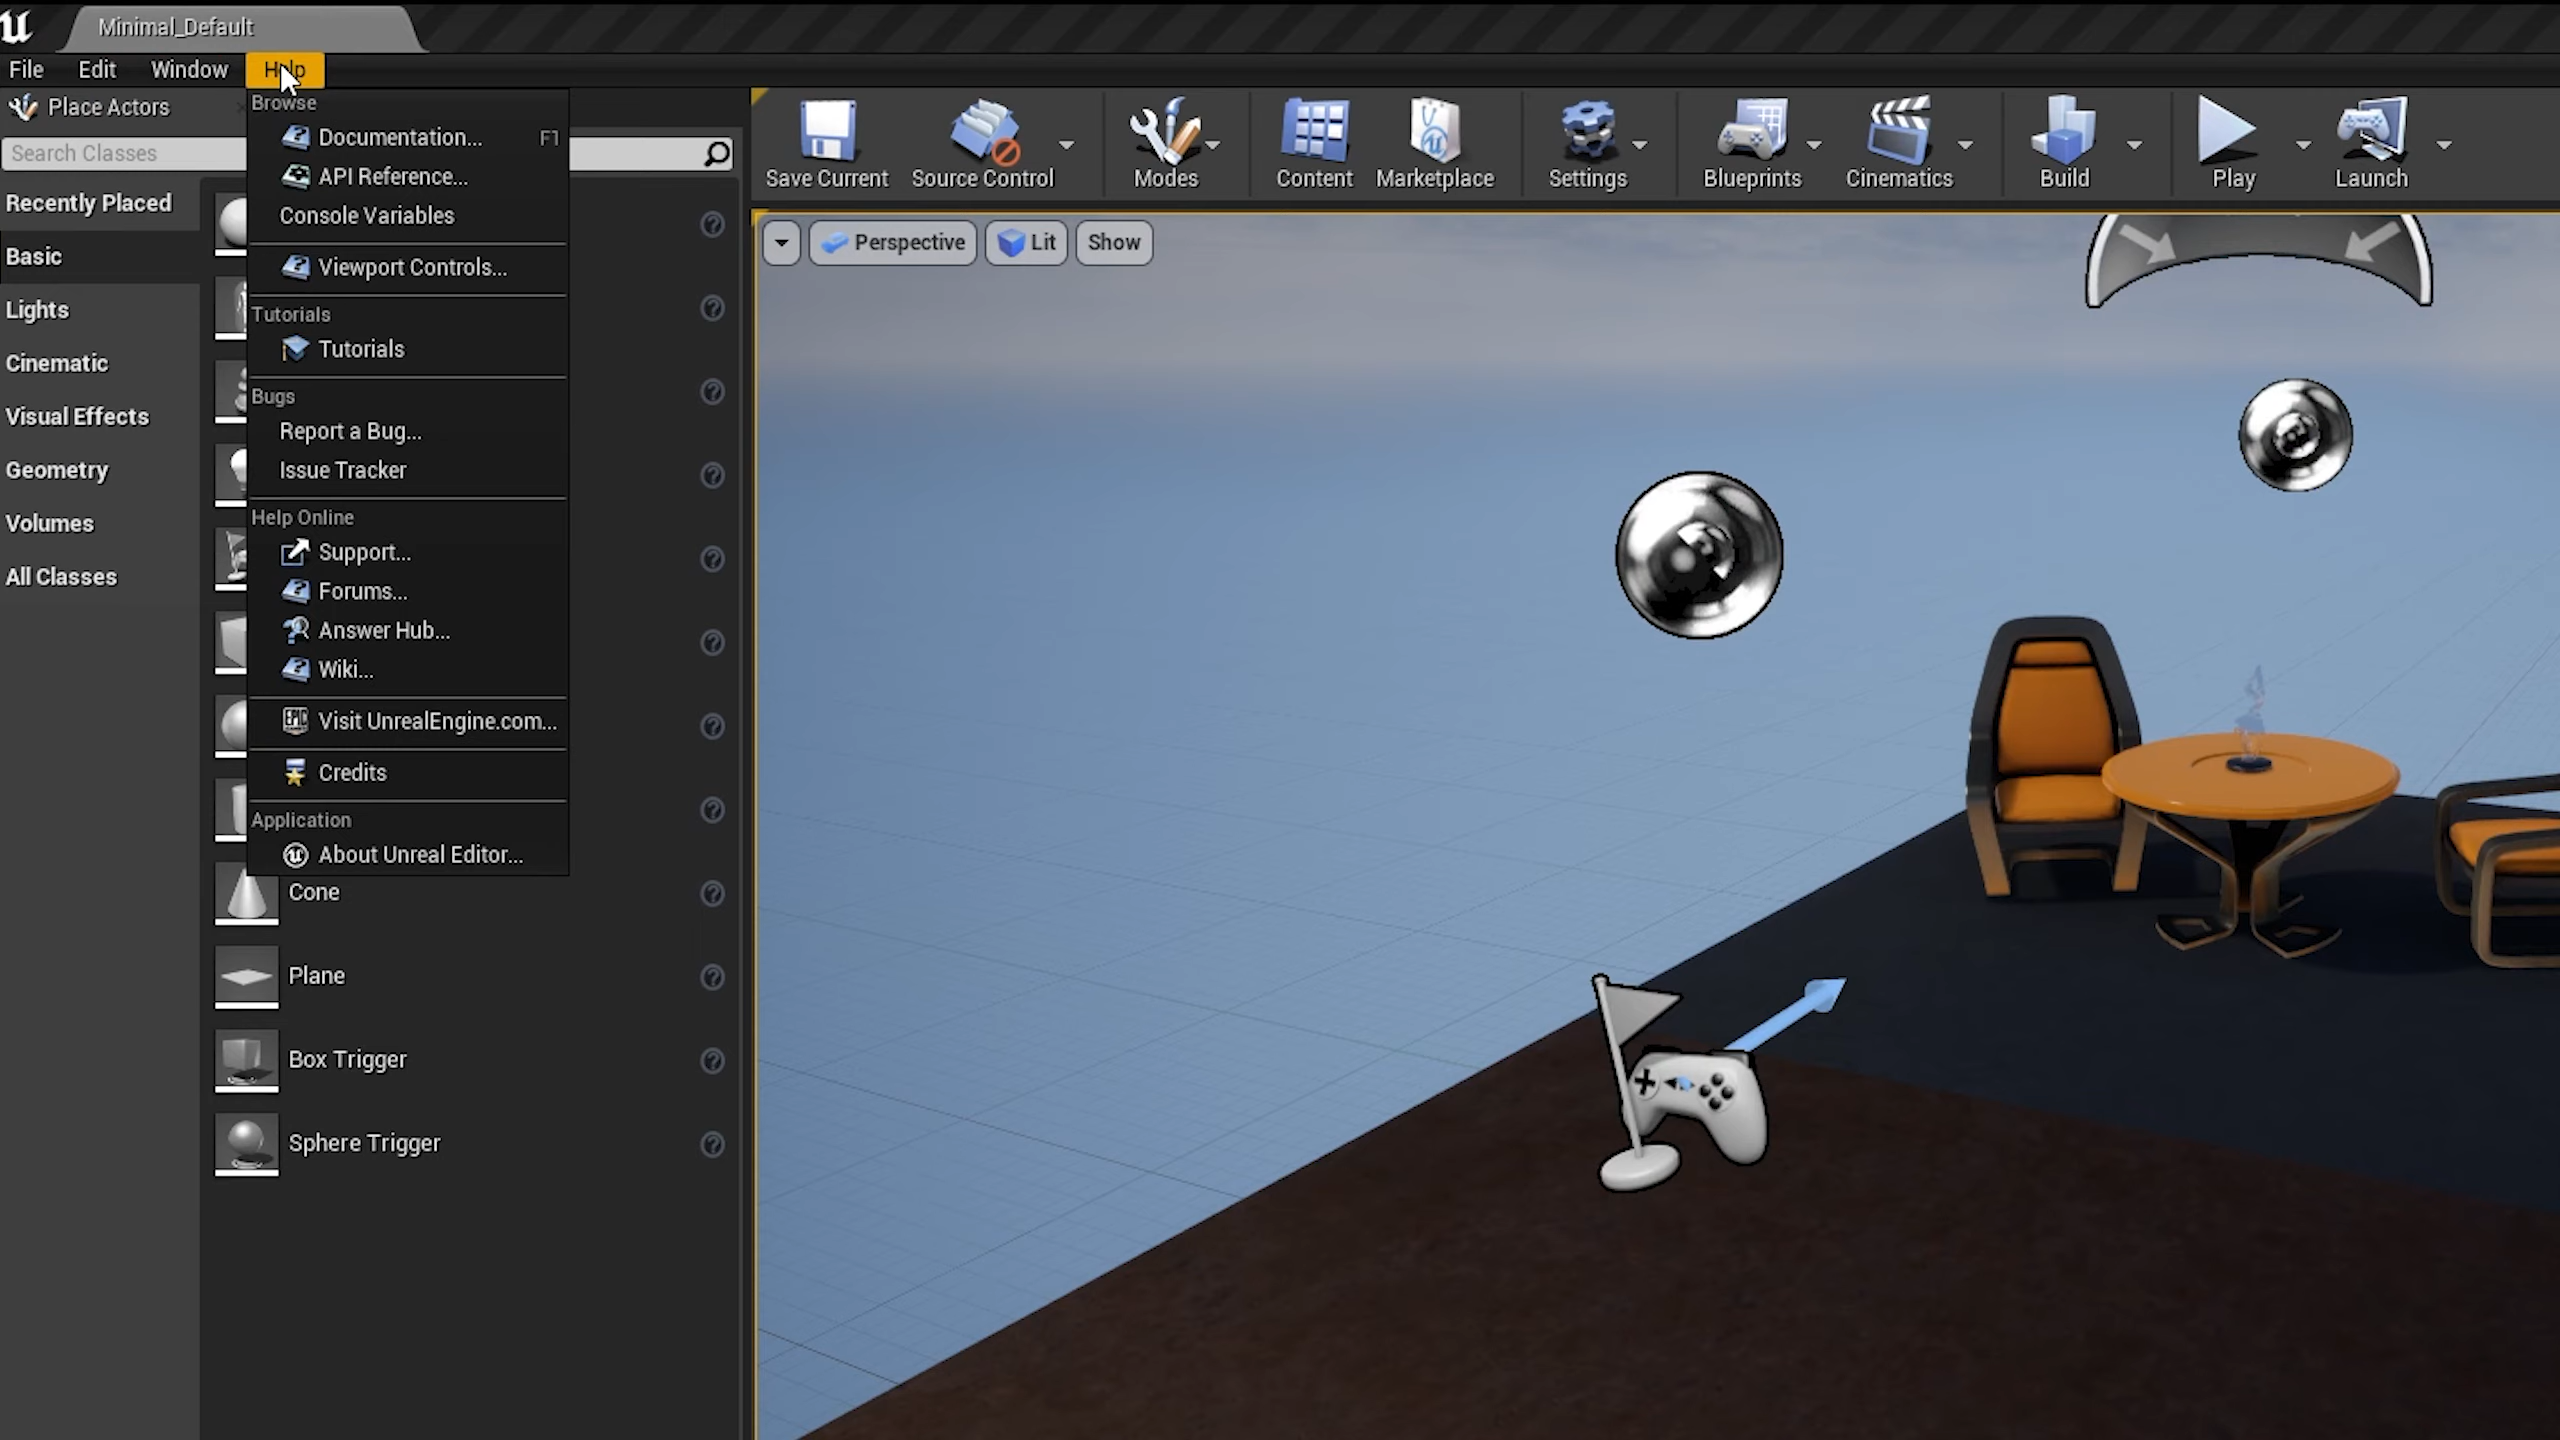 Minimal_Default
File Edit Window Help
Place Actors
Search Classes
Recently Placed
Basic
Lights
Cinematic
Visual Effects
Geometry
Volumes
All Classes
Browse
Documentation... F1
API Reference...
Console Variables
Viewport Controls...
Tutorials
Tutorials
Bugs
Report a Bug...
Issue Tracker
Help Online
Support...
Forums...
Answer Hub...
Wiki...
Visit UnrealEngine.com...
Credits
Application
About Unreal Editor...
Cone
Plane
Box Trigger
Sphere Trigger
Save Current Source Control Modes Content Marketplace Settings Blueprints Cinematics Build Play Launch
Perspective Lit Show